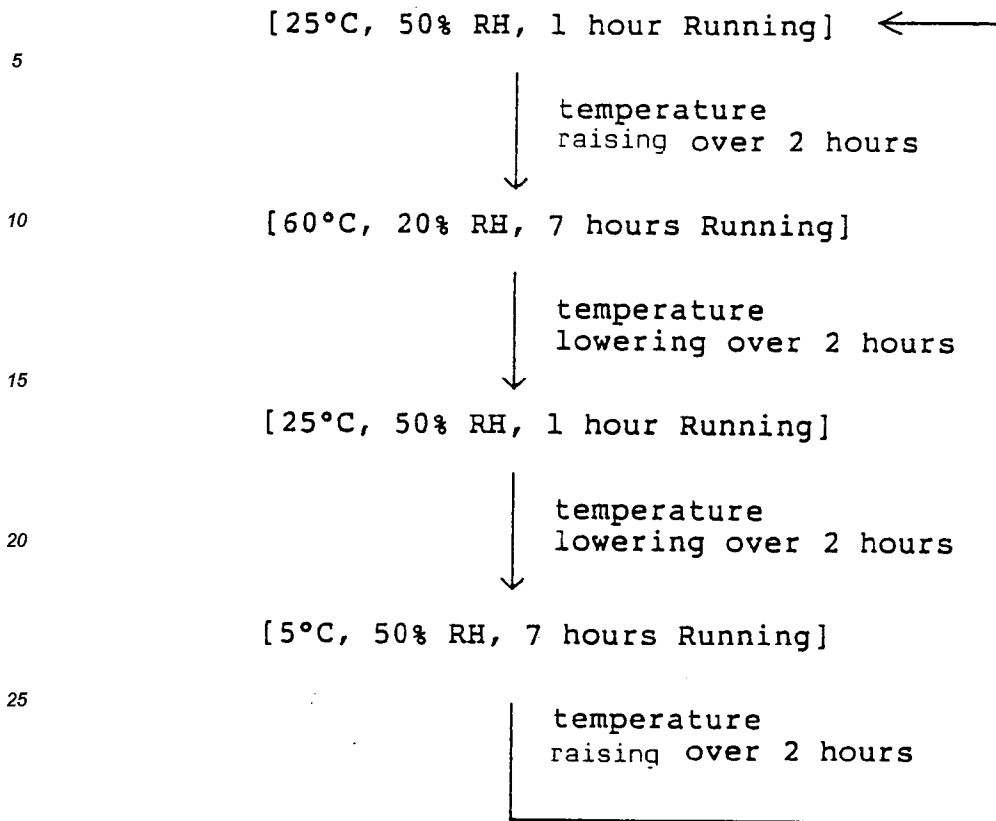 [25°C, 50% RH, 1 hour Running]
5
temperature
raising over 2 hours
10
[60°C, 20% RH, 7 hours Running]
temperature
lowering over 2 hours
15
[25°C, 50% RH, 1 hour Running]
temperature
20
lowering over 2 hours
[5°C, 50% RH, 7 hours Running]
25
temperature
raising over 2 hours